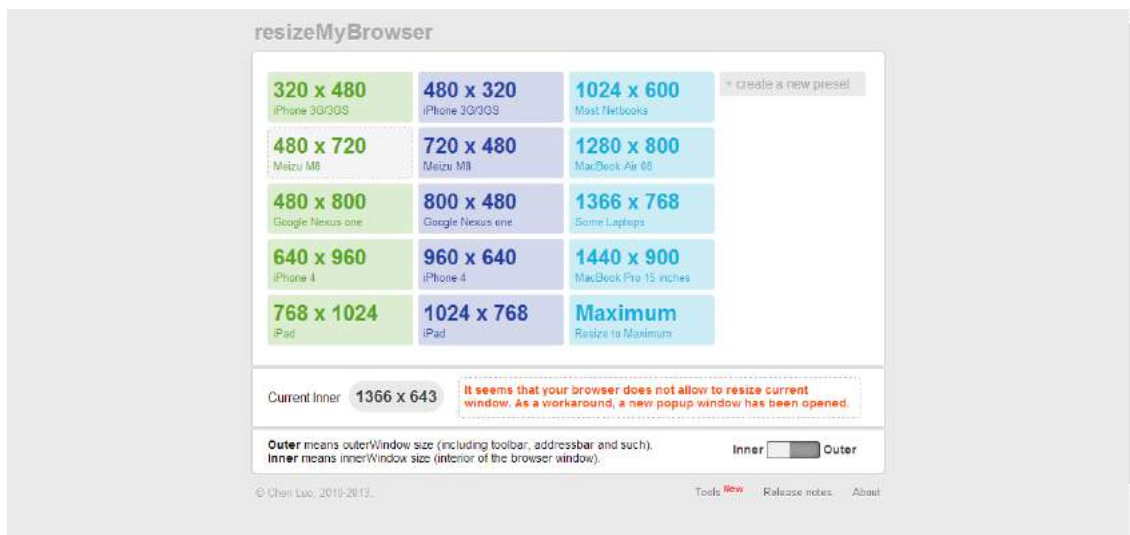 resizeMyBrowser
320 x 480
iPhone 3G/3GS
480 x 320
iPhone 3G/3GS
1024 x 600
Most Netbooks
+ create a new preset
480 x 720
Meizu M8
720 x 480
Meizu M8
1280 x 800
MacBook Air 08
480 x 800
Google Nexus one
800 x 480
Google Nexus one
1366 x 768
Some Laptops
640 x 960
iPhone 4
960 x 640
iPhone 4
1440 x 900
MacBook Pro 15 inches
768 x 1024
iPad
1024 x 768
iPad
Maximum
Resize to Maximum
Current Inner 1366 x 643
It seems that your browser does not allow to resize current
window. As a workaround, a new popup window has been opened.
Outer means outerWindow size (including toolbar, addressbar and such).
Inner means innerWindow size (interior of the browser window).
Inner Outer
© Chen Luo, 2010-2013.
Tools New Release notes About